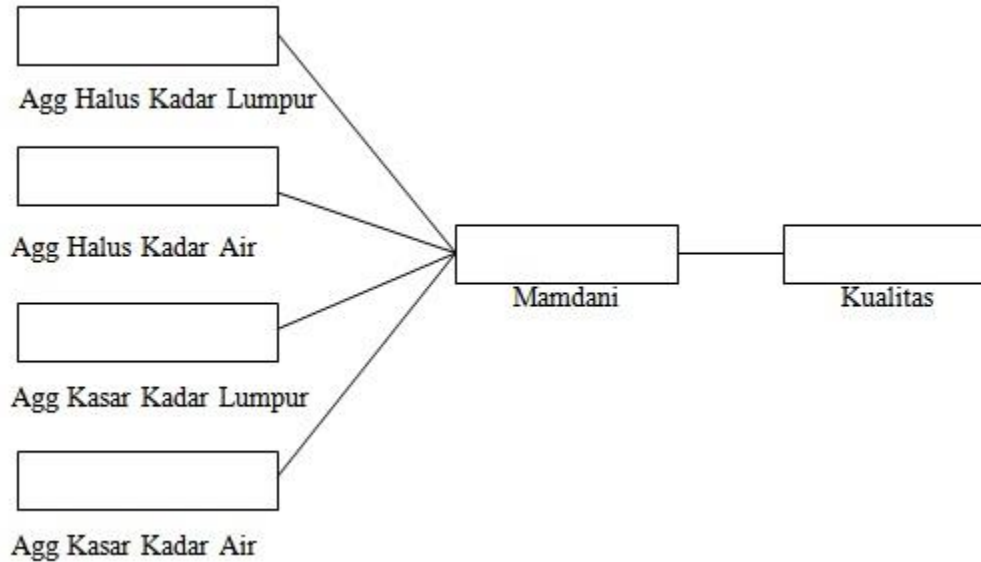 Agg Halus Kadar Lumpur
Agg Halus Kadar Air
Agg Kasar Kadar Lumpur
Agg Kasar Kadar Air
Mamdani
Kualitas